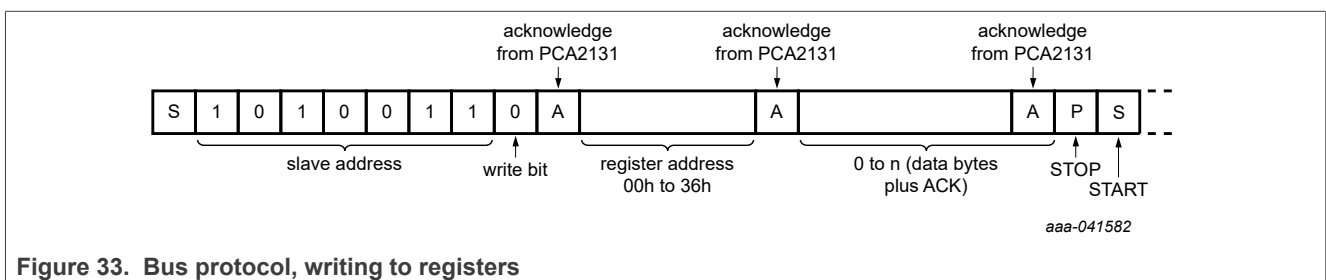 acknowledge acknowledge acknowledge
from PCA2131 from PCA2131 from PCA2131
S 1 0 1 0 0 1 1 0 A A A P S
slave address write bit register address 0 to n (data bytes STOP
00h to 36h plus ACK) START
aaa-041582
Figure 33. Bus protocol, writing to registers